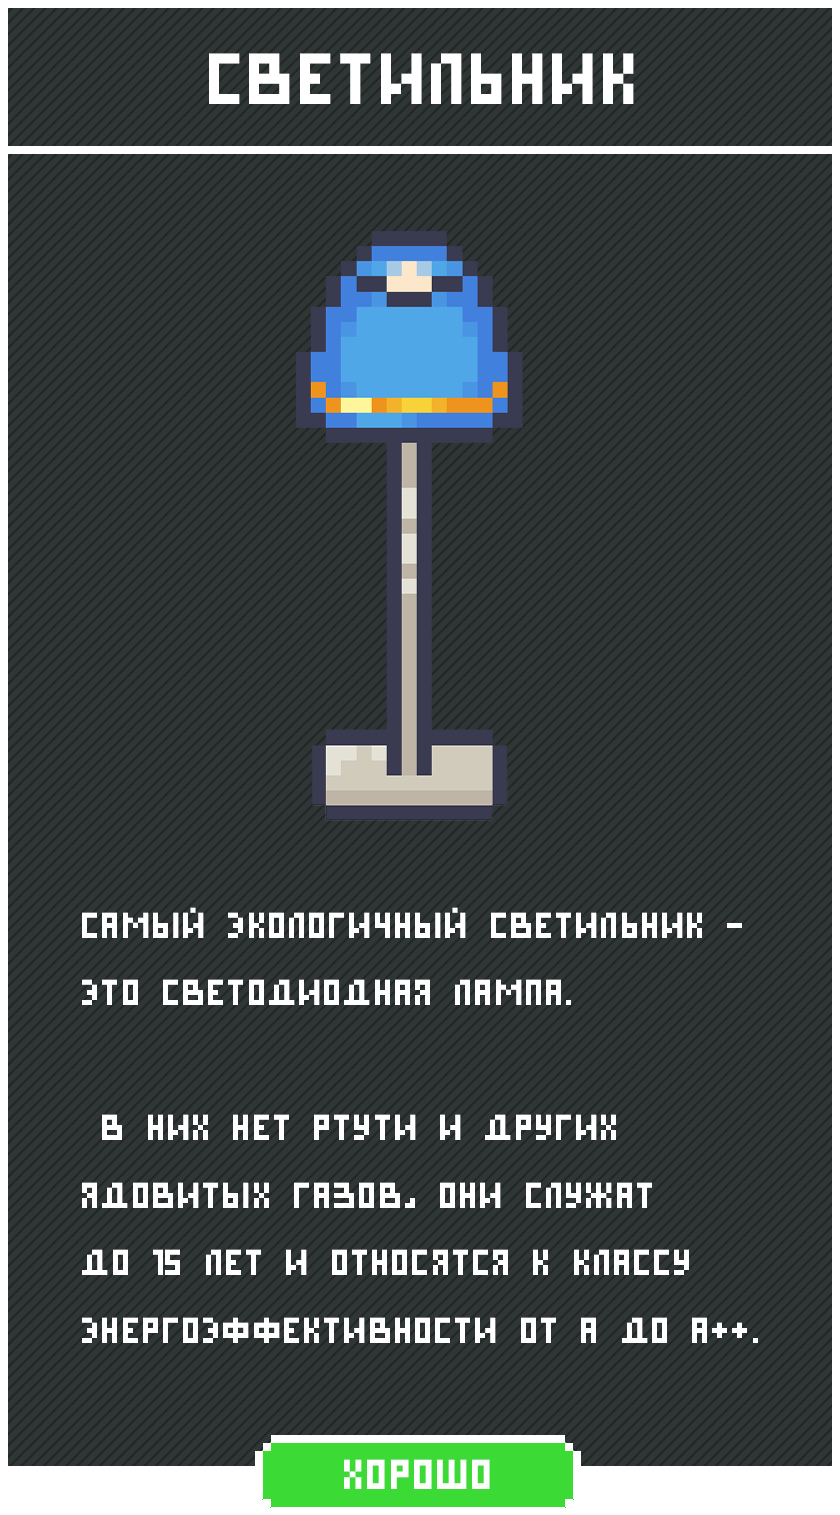 СВЕТИЛЬНИК
САМЫЙ ЭКОЛОГИЧНЫЙ СВЕТИЛЬНИК -
ЭТО СВЕТОДИОДНАЯ ЛАМПА.
В НИХ НЕТ РТУТИ И ДРУГИХ
ЯДОВИТЫХ ГАЗОВ, ОНИ СЛУЖАТ
ДО 15 ЛЕТ И ОТНОСЯТСЯ К КЛАССУ
ЭНЕРГОЭФФЕКТИВНОСТИ ОТ А ДО А++.
ХОРОШО